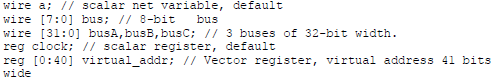 wire a; // scalar net variable, default
wire [7:0] bus; // 8-bit bus
wire [31:0] busA,busB,busC; // 3 buses of 32-bit width.
reg clock; // scalar register, default
reg [0:40] virtual_addr; // Vector register, virtual address 41 bits
wide